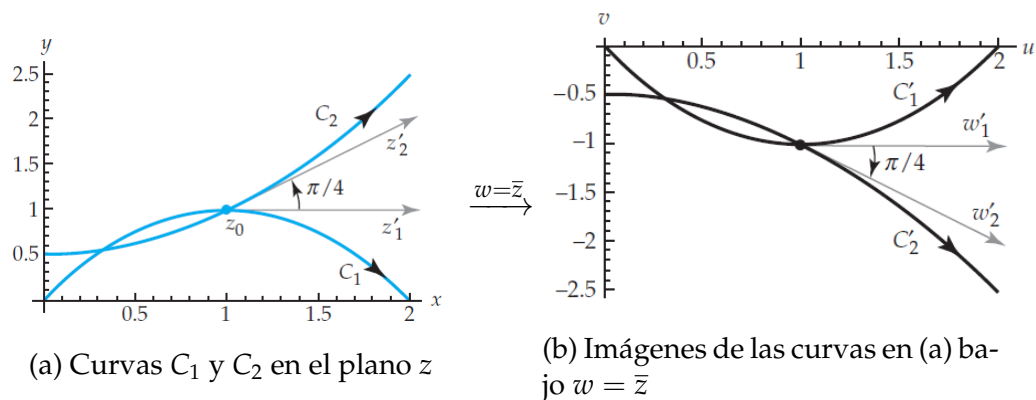 y
2.5
2
1.5
1
0.5
C₂
z′₂
π/4
z₀
z′₁
C₁
0.5 1 1.5 2 x
w=z̄
v
0.5 1 1.5 2 u
−0.5
−1
−1.5
−2
−2.5
C′₁
w′₁
π/4
w′₂
C′₂
(a) Curvas C₁ y C₂ en el plano z
(b) Imágenes de las curvas en (a) ba-
jo w = z̄